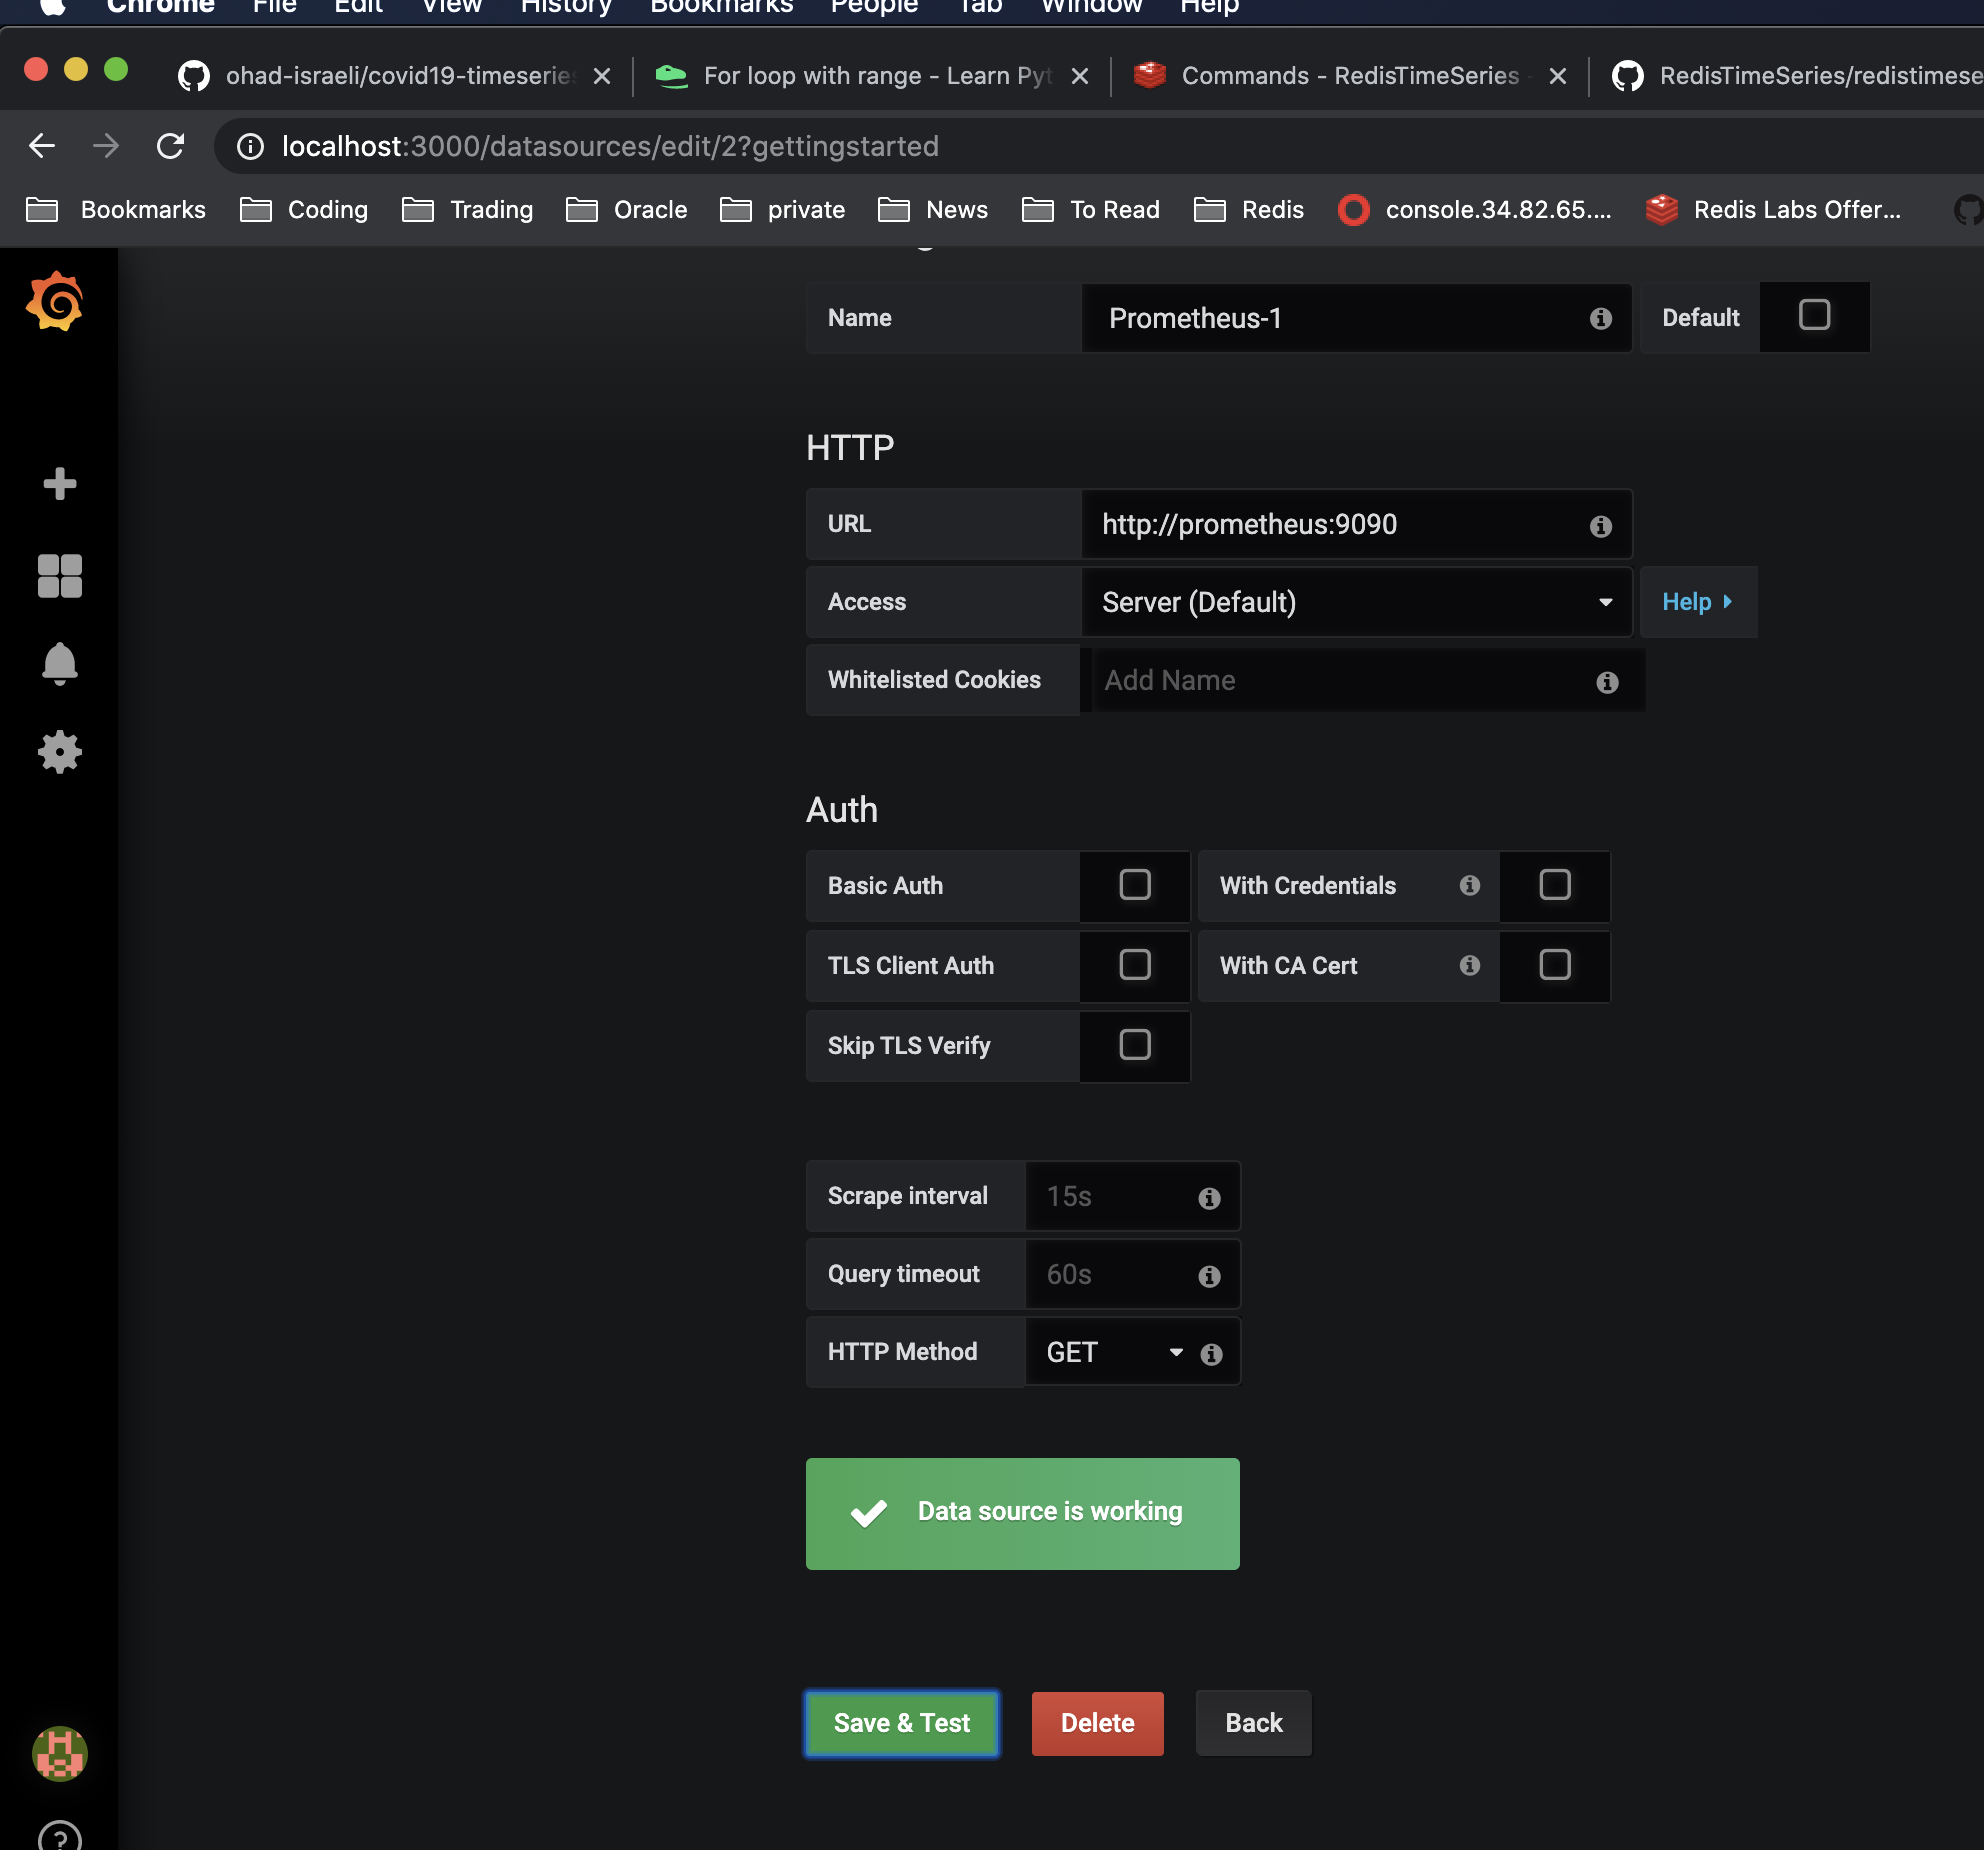 Chrome File Edit View History Bookmarks People Tab Window Help
ohad-israeli/covid19-timeserie For loop with range - Learn Pyt Commands - RedisTimeSeries - RedisTimeSeries/redistimese
localhost:3000/datasources/edit/2?gettingstarted
Bookmarks Coding Trading Oracle private News To Read Redis console.34.82.65.... Redis Labs Offer...
Name Prometheus-1 Default
HTTP
URL http://prometheus:9090
Access Server (Default) Help
Whitelisted Cookies Add Name
Auth
Basic Auth With Credentials
TLS Client Auth With CA Cert
Skip TLS Verify
Scrape interval 15s
Query timeout 60s
HTTP Method GET
Data source is working
Save & Test Delete Back